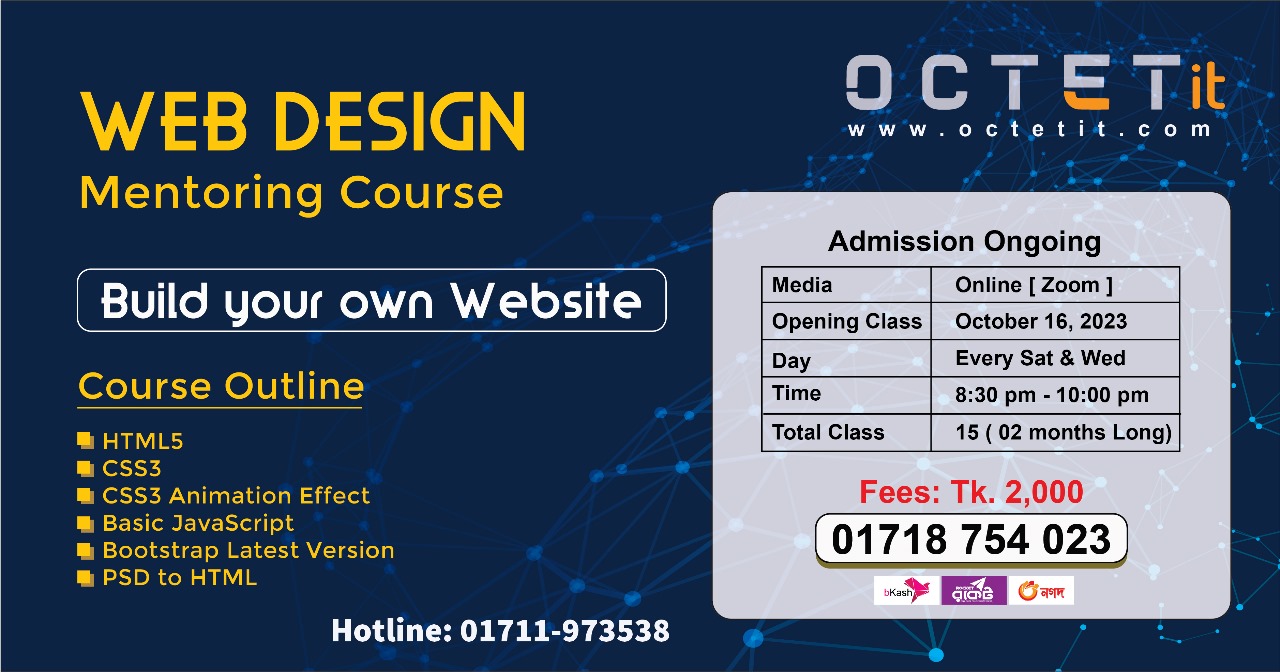 WEB DESIGN
Mentoring Course
Build your own Website
Course Outline
HTML5
CSS3
CSS3 Animation Effect
Basic JavaScript
Bootstrap Latest Version
PSD to HTML
Hotline: 01711-973538
OCTETit
www.octetit.com
Admission Ongoing
Media Online [ Zoom ]
Opening Class October 16, 2023
Day Every Sat & Wed
Time 8:30 pm - 10:00 pm
Total Class 15 ( 02 months Long)
Fees: Tk. 2,000
01718 754 023
bKash ROCKET রকেট নগদ